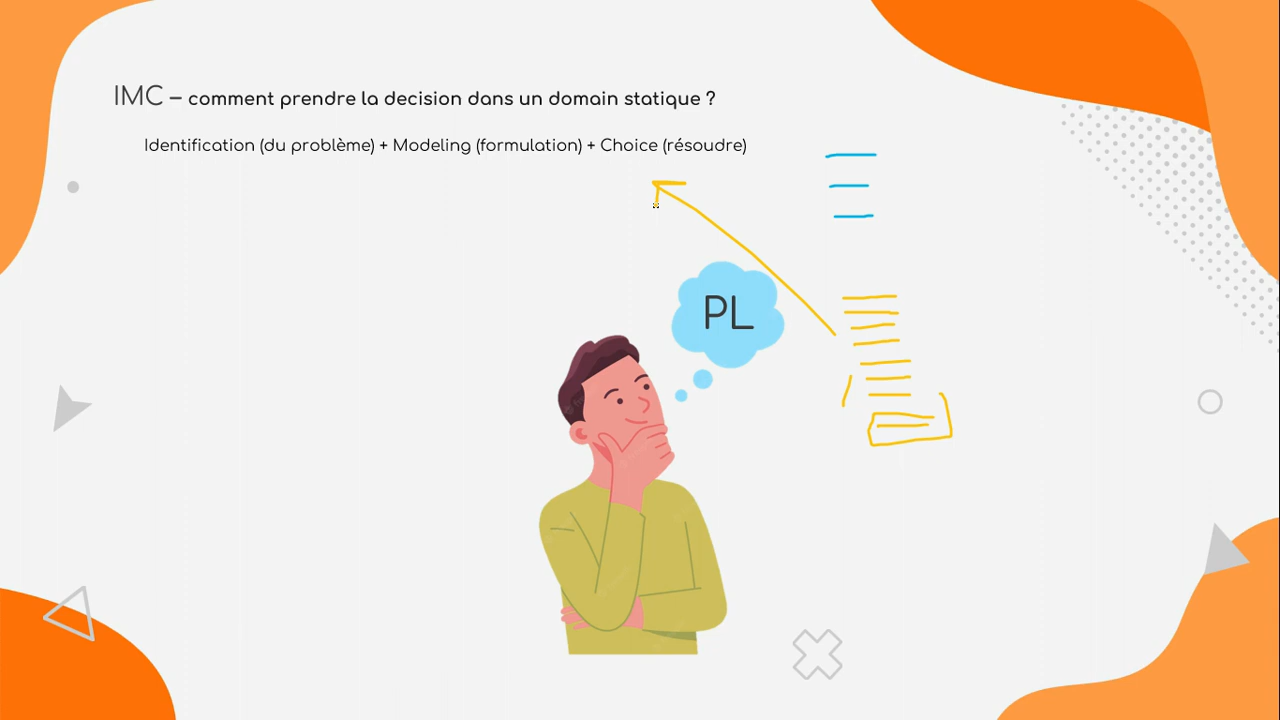 IMC – comment prendre la decision dans un domain statique ?
Identification (du problème) + Modeling (formulation) + Choice (résoudre)
PL